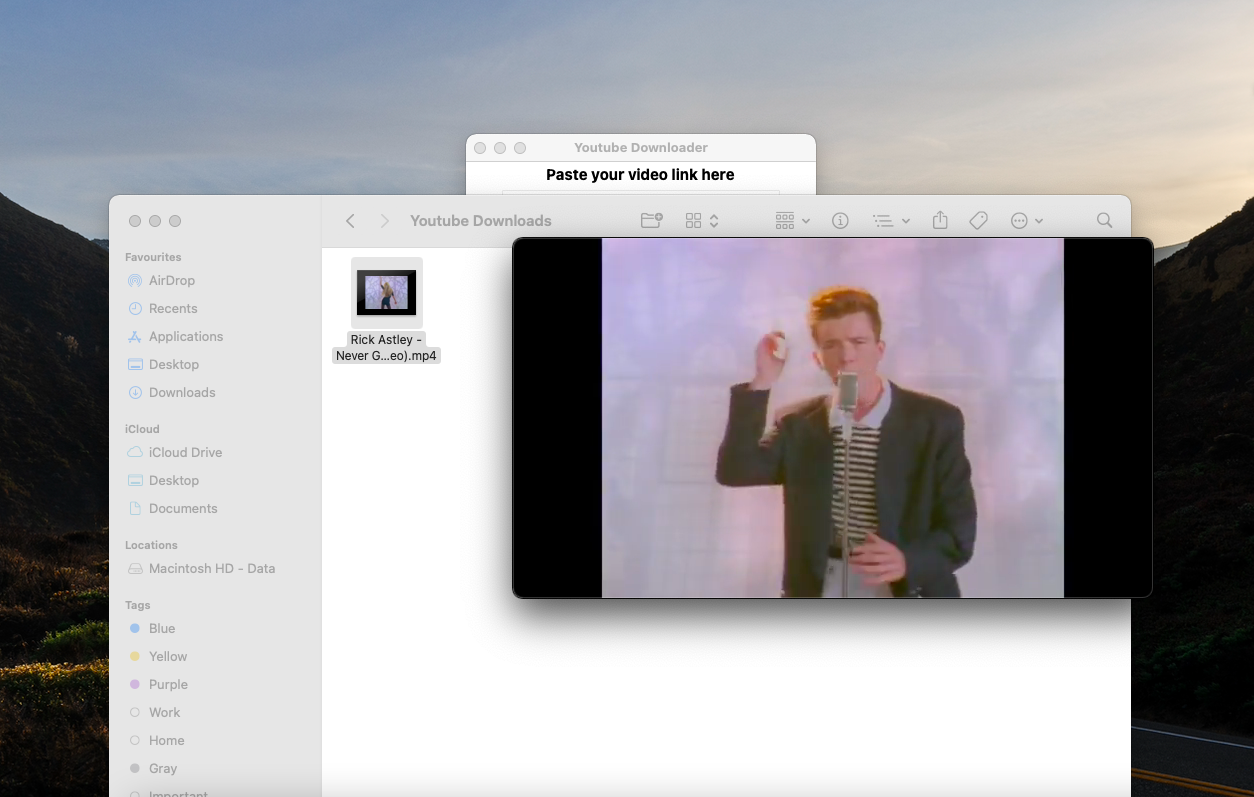 Youtube Downloader
Paste your video link here
Youtube Downloads
Favourites
AirDrop
Recents
Applications
Desktop
Downloads
iCloud
iCloud Drive
Desktop
Documents
Locations
Macintosh HD - Data
Tags
Blue
Yellow
Purple
Work
Home
Gray
Important
Rick Astley -
Never G...eo).mp4